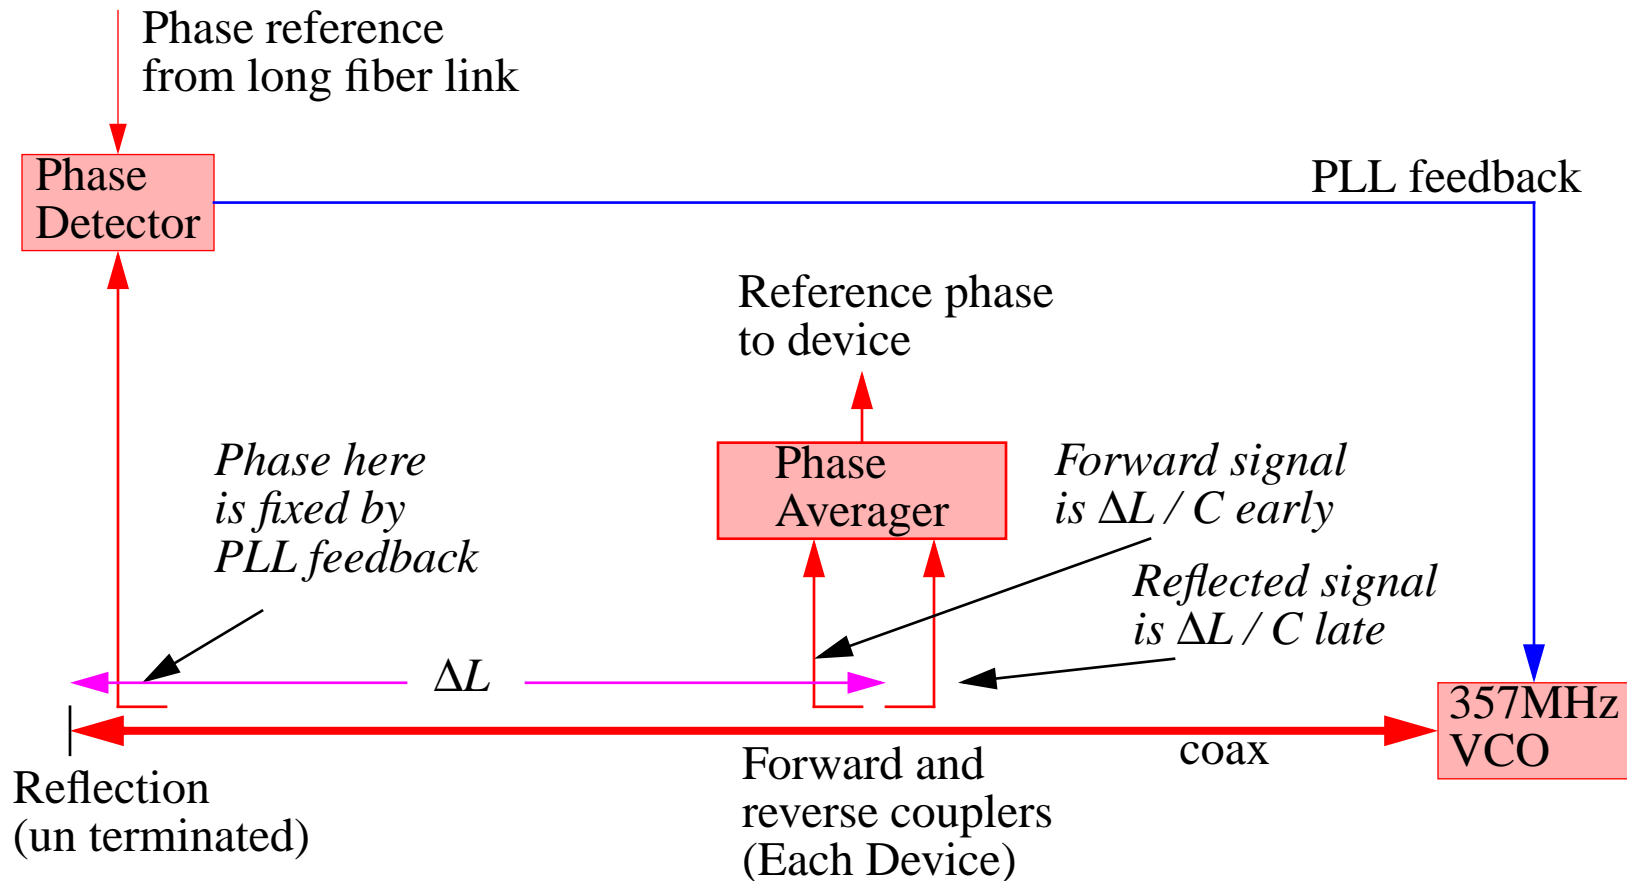 Phase reference
from long fiber link
Phase
Detector
PLL feedback
Reference phase
to device
Phase here
is fixed by
PLL feedback
Phase
Averager
Forward signal
is ΔL / C early
Reflected signal
is ΔL / C late
ΔL
357MHz
VCO
coax
Reflection
(un terminated)
Forward and
reverse couplers
(Each Device)